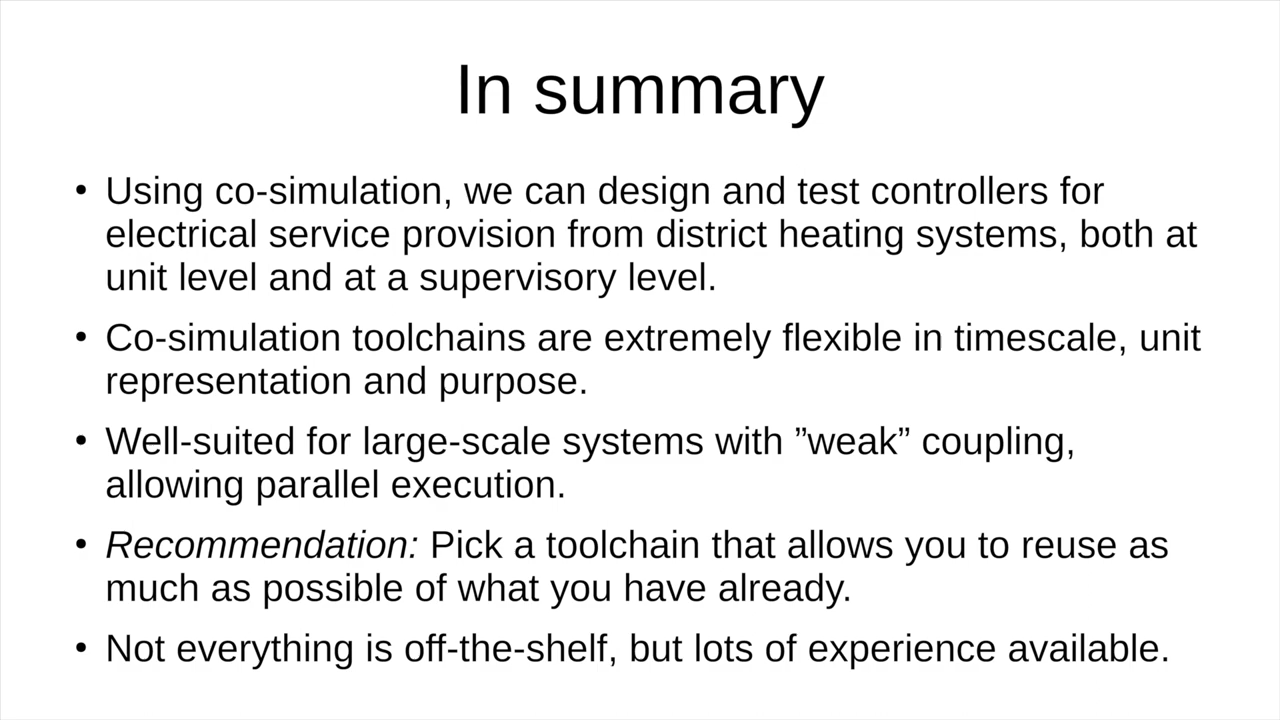 In summary
• Using co-simulation, we can design and test controllers for
electrical service provision from district heating systems, both at
unit level and at a supervisory level.
• Co-simulation toolchains are extremely flexible in timescale, unit
representation and purpose.
• Well-suited for large-scale systems with ”weak” coupling,
allowing parallel execution.
• Recommendation: Pick a toolchain that allows you to reuse as
much as possible of what you have already.
• Not everything is off-the-shelf, but lots of experience available.